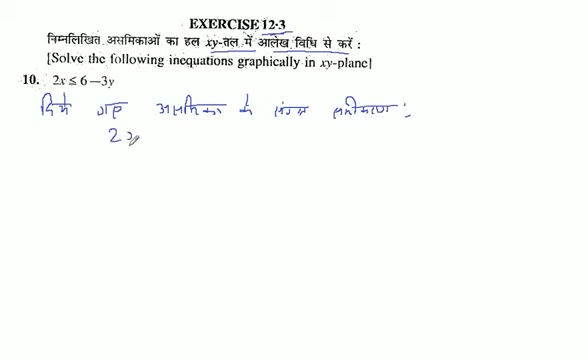 EXERCISE 12·3
निम्नलिखित असमिकाओं का हल xy-तल में आलेख विधि से करें :
[Solve the following inequations graphically in xy-plane]
10. 2x ≤ 6 – 3y
दिये गए असमिका के संगत समीकरण :
2x